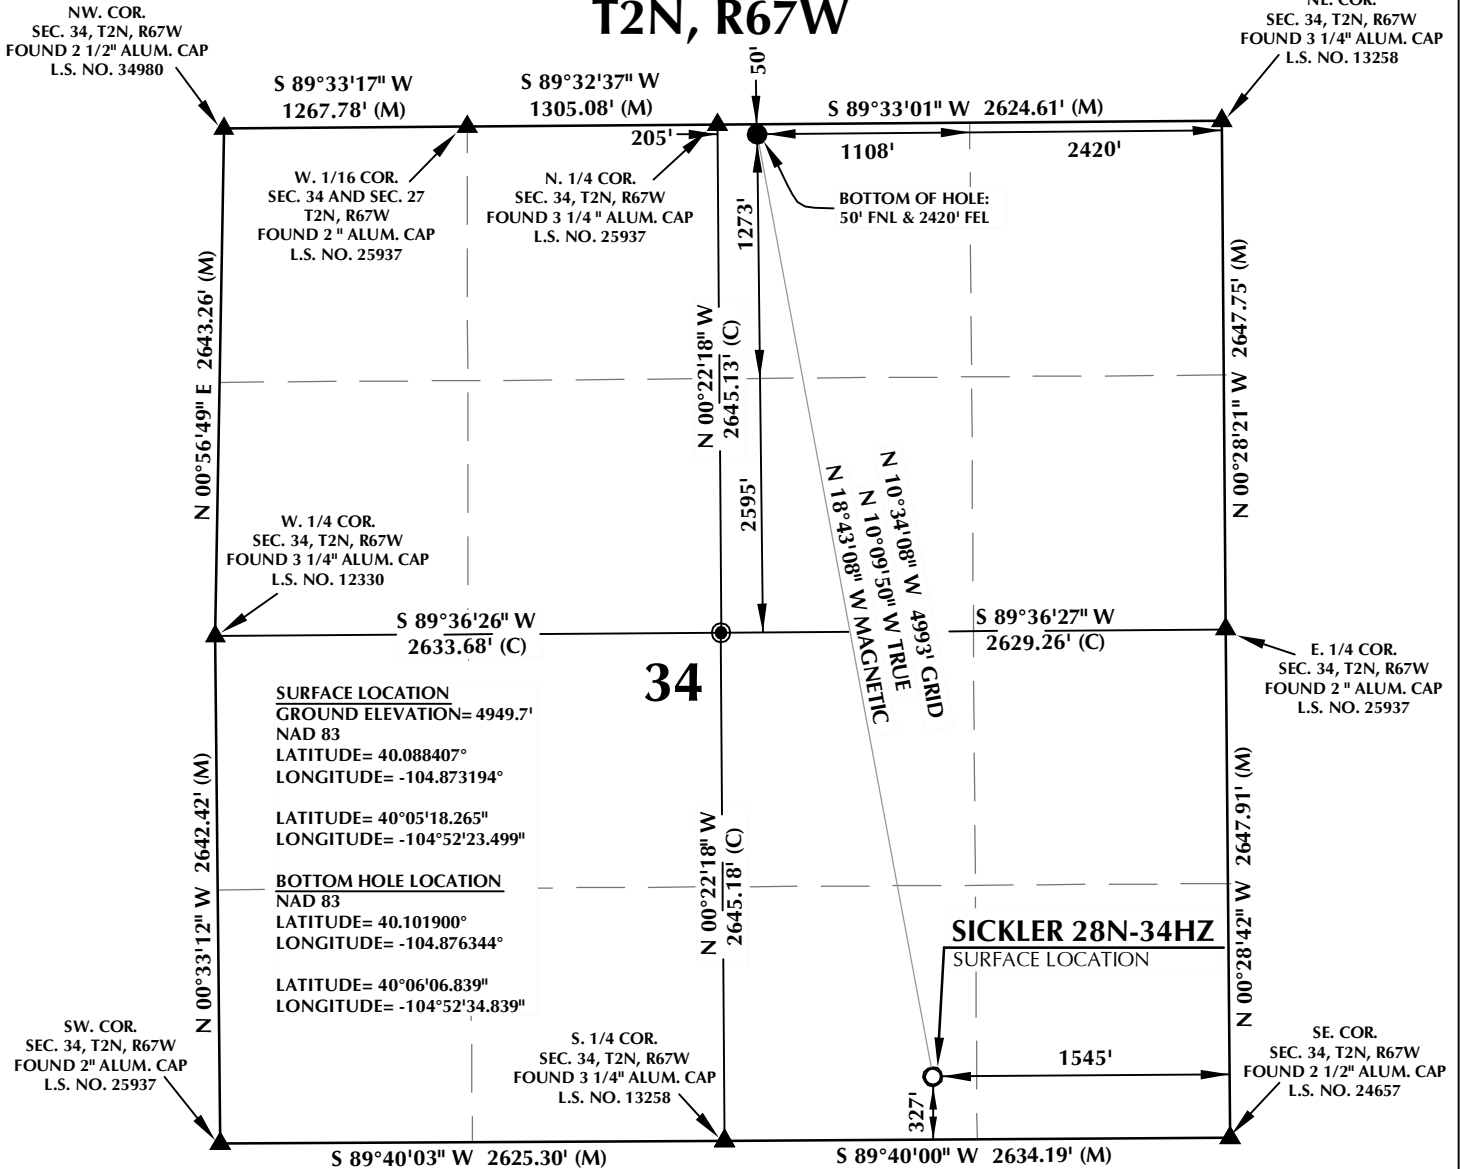 T2N, R67W
NW. COR.
SEC. 34, T2N, R67W
FOUND 2 1/2" ALUM. CAP
L.S. NO. 34980
NE. COR.
SEC. 34, T2N, R67W
FOUND 3 1/4" ALUM. CAP
L.S. NO. 13258
S 89°33'17" W
1267.78' (M)
S 89°32'37" W
1305.08' (M)
50'
S 89°33'01" W 2624.61' (M)
205'
1108'
2420'
W. 1/16 COR.
SEC. 34 AND SEC. 27
T2N, R67W
FOUND 2 " ALUM. CAP
L.S. NO. 25937
N. 1/4 COR.
SEC. 34, T2N, R67W
FOUND 3 1/4 " ALUM. CAP
L.S. NO. 25937
BOTTOM OF HOLE:
50' FNL & 2420' FEL
1273'
N 00°56'49" E 2643.26' (M)
N 00°22'18" W
2645.13' (C)
N 00°28'21" W 2647.75' (M)
2595'
N 10°34'08" W 4993' GRID
N 10°09'50" W TRUE
N 18°43'08" W MAGNETIC
W. 1/4 COR.
SEC. 34, T2N, R67W
FOUND 3 1/4" ALUM. CAP
L.S. NO. 12330
S 89°36'26" W
2633.68' (C)
S 89°36'27" W
2629.26' (C)
E. 1/4 COR.
SEC. 34, T2N, R67W
FOUND 2 " ALUM. CAP
L.S. NO. 25937
34
SURFACE LOCATION
GROUND ELEVATION= 4949.7'
NAD 83
LATITUDE= 40.088407°
LONGITUDE= -104.873194°
LATITUDE= 40°05'18.265"
LONGITUDE= -104°52'23.499"
BOTTOM HOLE LOCATION
NAD 83
LATITUDE= 40.101900°
LONGITUDE= -104.876344°
LATITUDE= 40°06'06.839"
LONGITUDE= -104°52'34.839"
N 00°33'12" W 2642.42' (M)
N 00°22'18" W
2645.18' (C)
N 00°28'42" W 2647.91' (M)
SICKLER 28N-34HZ
SURFACE LOCATION
SW. COR.
SEC. 34, T2N, R67W
FOUND 2" ALUM. CAP
L.S. NO. 25937
S. 1/4 COR.
SEC. 34, T2N, R67W
FOUND 3 1/4" ALUM. CAP
L.S. NO. 13258
1545'
327'
SE. COR.
SEC. 34, T2N, R67W
FOUND 2 1/2" ALUM. CAP
L.S. NO. 24657
S 89°40'03" W 2625.30' (M)
S 89°40'00" W 2634.19' (M)